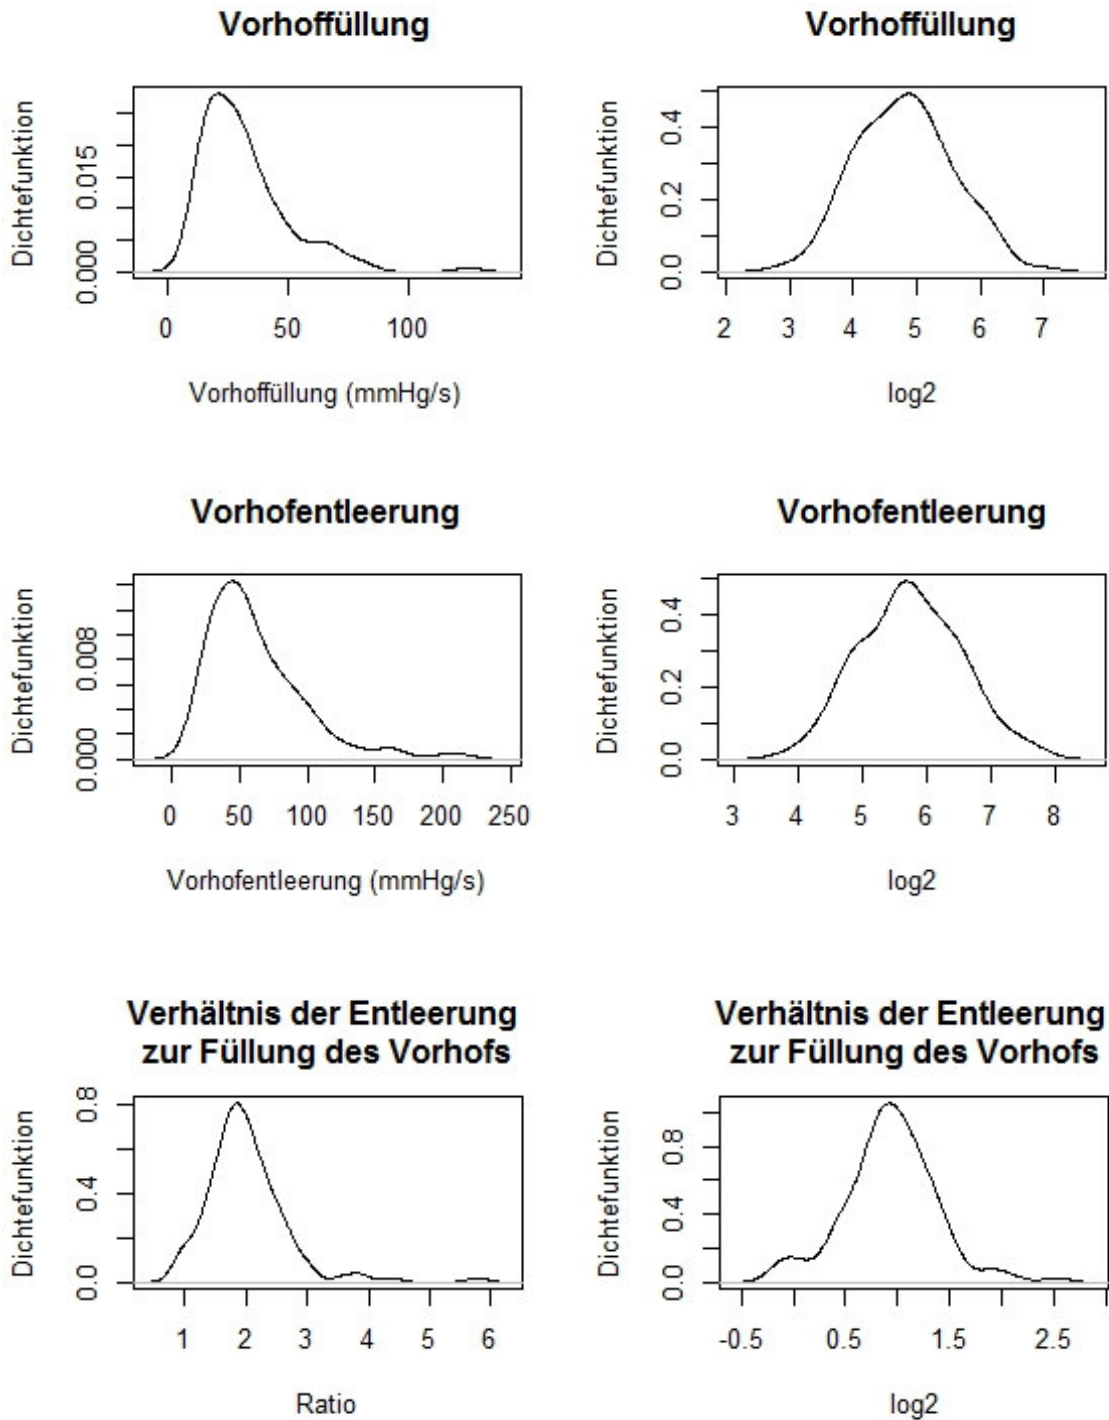 Vorhoffüllung
Dichtefunktion
0.000 0.015
0 50 100
Vorhoffüllung (mmHg/s)
Vorhoffüllung
Dichtefunktion
0.0 0.2 0.4
2 3 4 5 6 7
log2
Vorhofentleerung
Dichtefunktion
0.000 0.008
0 50 100 150 200 250
Vorhofentleerung (mmHg/s)
Vorhofentleerung
Dichtefunktion
0.0 0.2 0.4
3 4 5 6 7 8
log2
Verhältnis der Entleerung
zur Füllung des Vorhofs
Dichtefunktion
0.0 0.4 0.8
1 2 3 4 5 6
Ratio
Verhältnis der Entleerung
zur Füllung des Vorhofs
Dichtefunktion
0.0 0.4 0.8
-0.5 0.5 1.5 2.5
log2